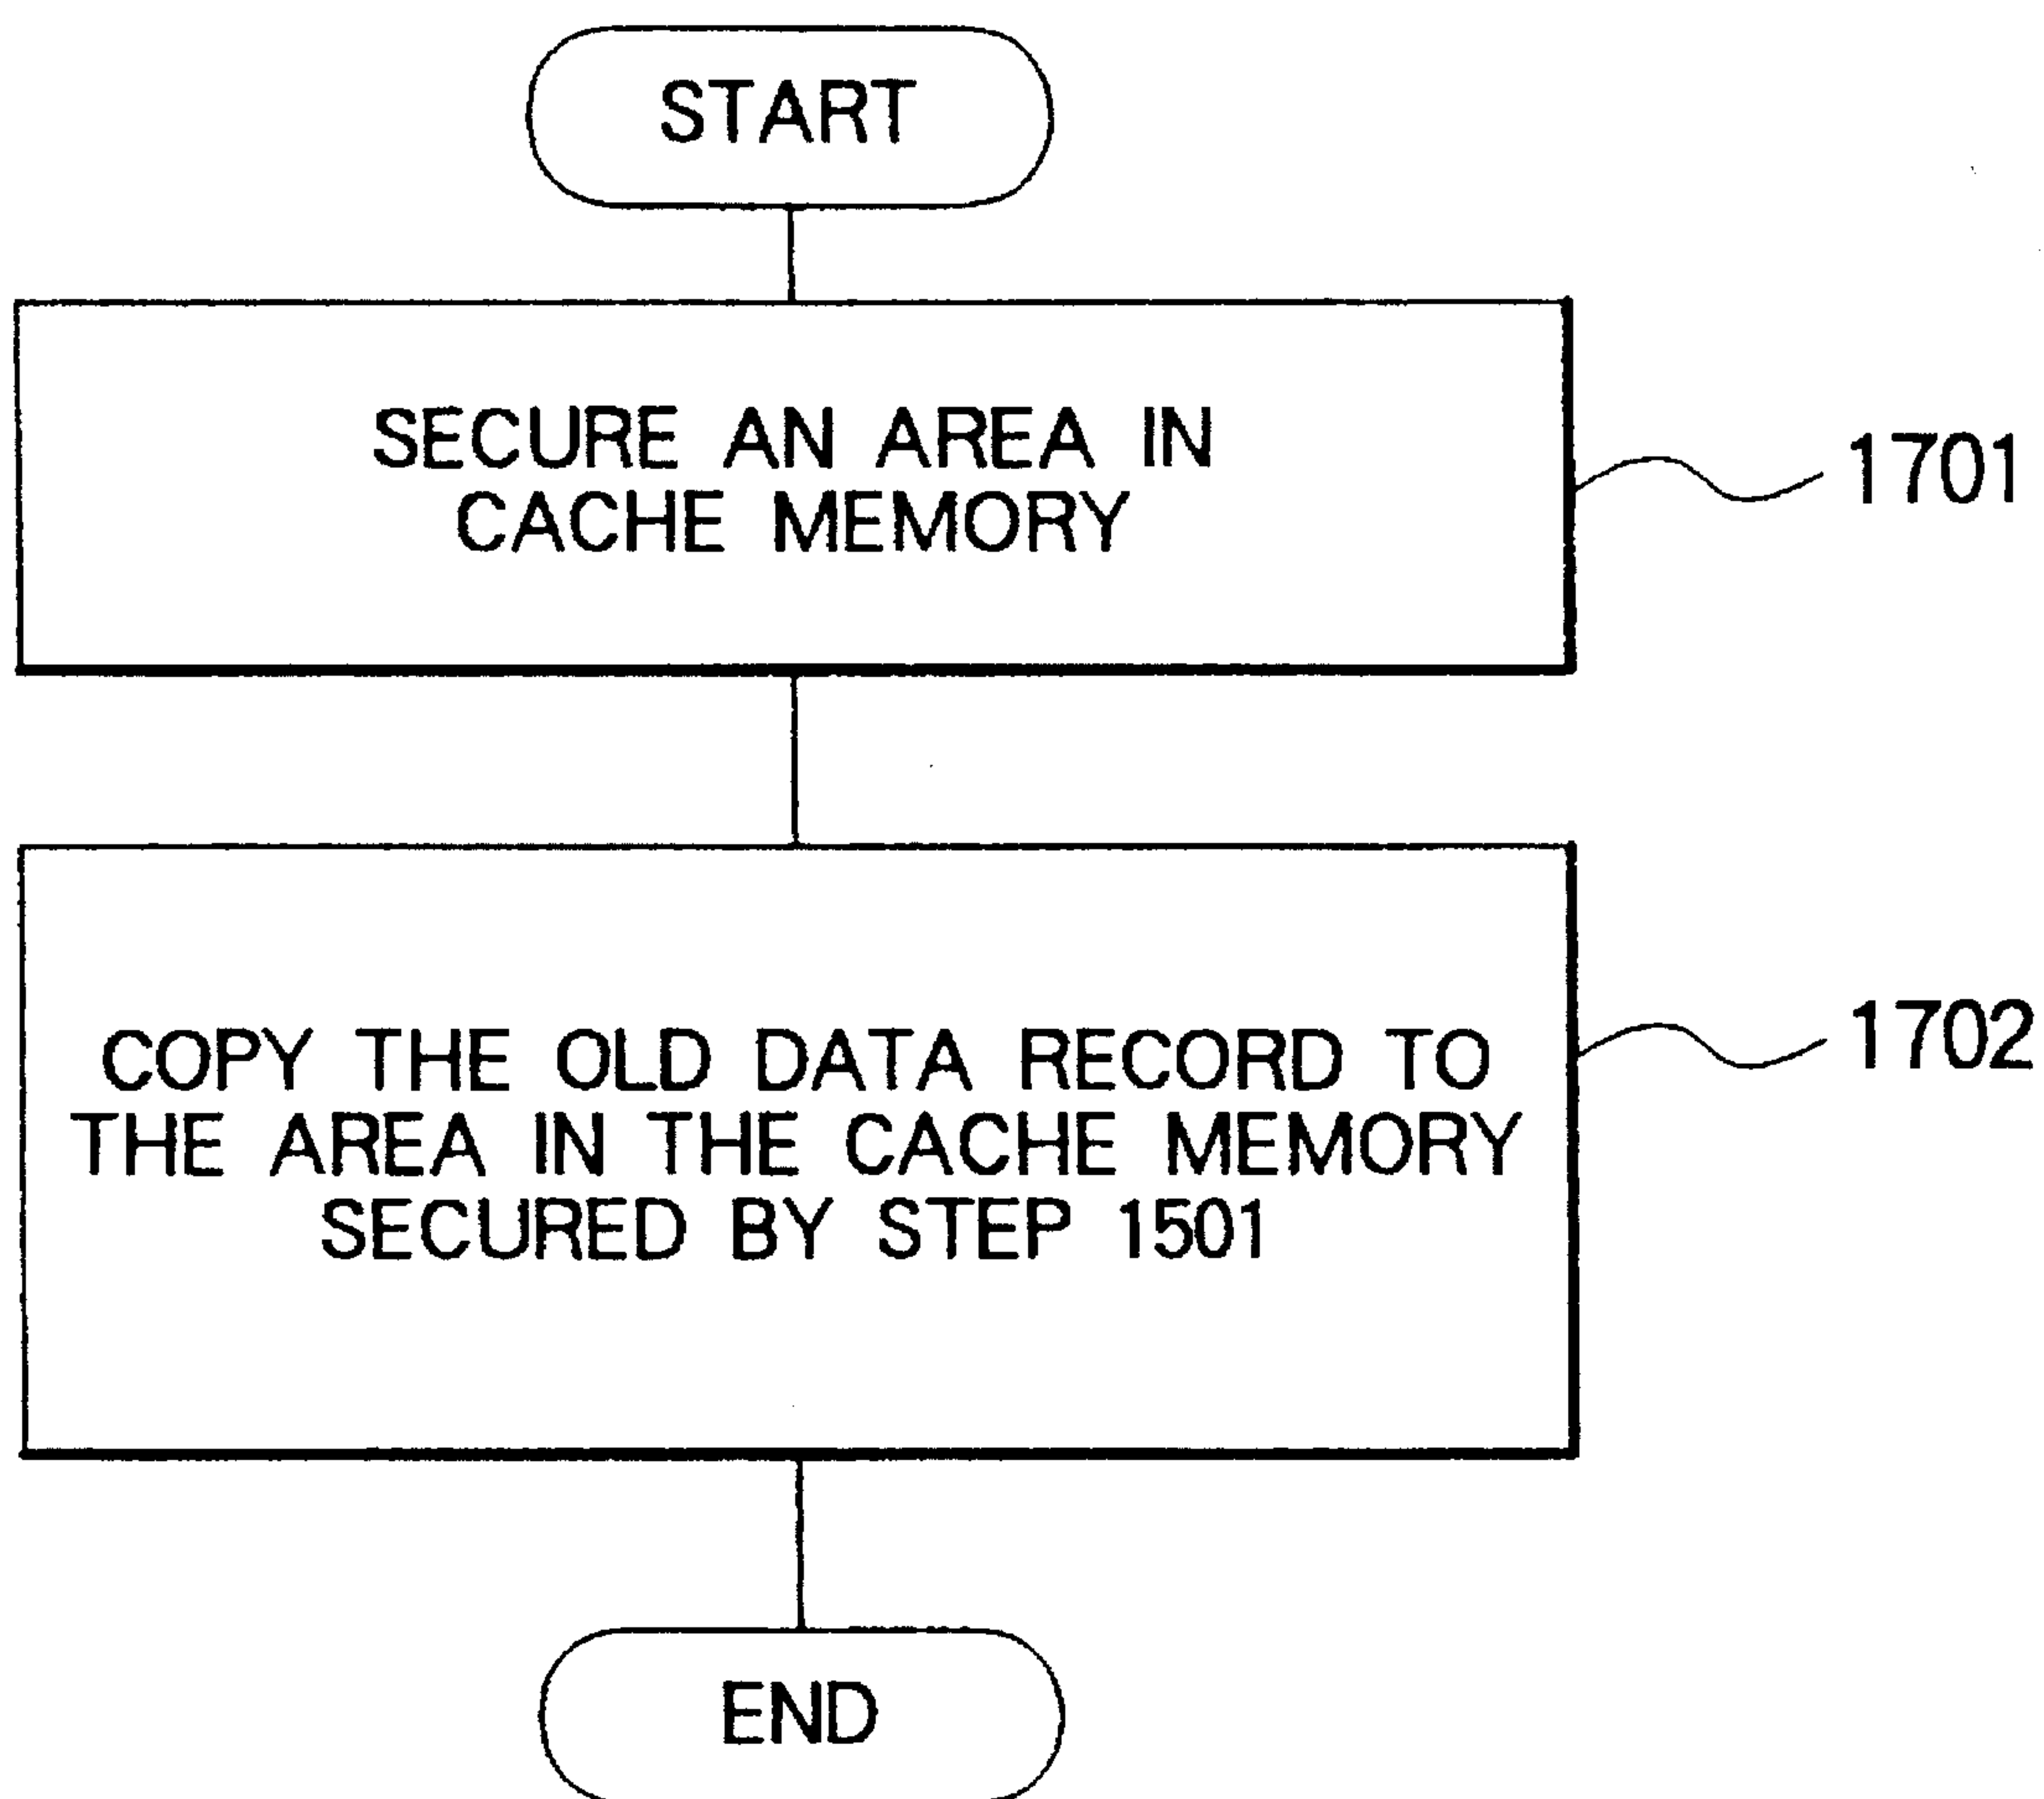 START
SECURE AN AREA IN
CACHE MEMORY
1701
COPY THE OLD DATA RECORD TO
THE AREA IN THE CACHE MEMORY
SECURED BY STEP 1501
1702
END